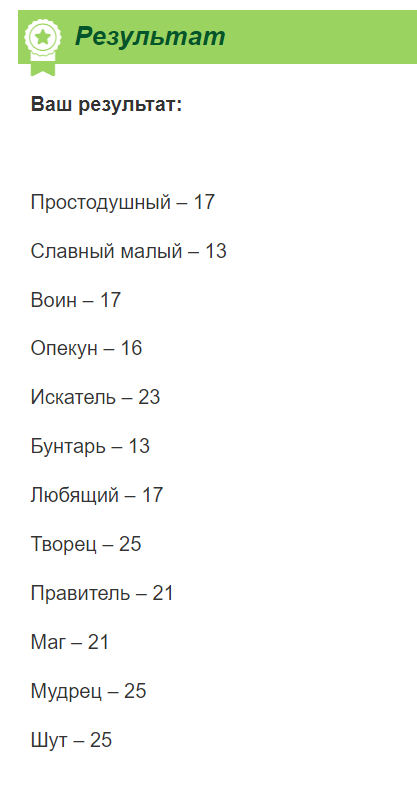 Результат
Ваш результат:
Простодушный – 17
Славный малый – 13
Воин – 17
Опекун – 16
Искатель – 23
Бунтарь – 13
Любящий – 17
Творец – 25
Правитель – 21
Маг – 21
Мудрец – 25
Шут – 25